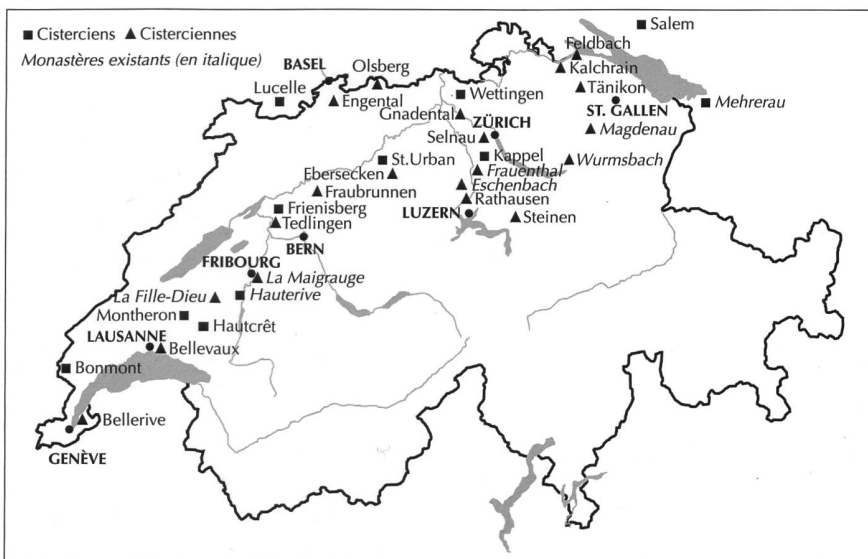 ■ Cisterciens ▲ Cisterciennes
Monastères existants (en italique)
Salem
Feldbach
BASEL
Olsberg
Kalchrain
Lucelle
Tänikon
Engental
Wettingen
Mehrerau
Gnadental
ST. GALLEN
ZÜRICH
Selnau
Magdenau
St.Urban
Kappel
Wurmsbach
Ebersecken
Frauenthal
Fraubrunnen
Eschenbach
Rathausen
Frienisberg
LUZERN
Steinen
Tedlingen
BERN
FRIBOURG
La Maigrauge
La Fille-Dieu
Hauterive
Montheron
Hautcrêt
LAUSANNE
Bellevaux
Bonmont
Bellerive
GENÈVE